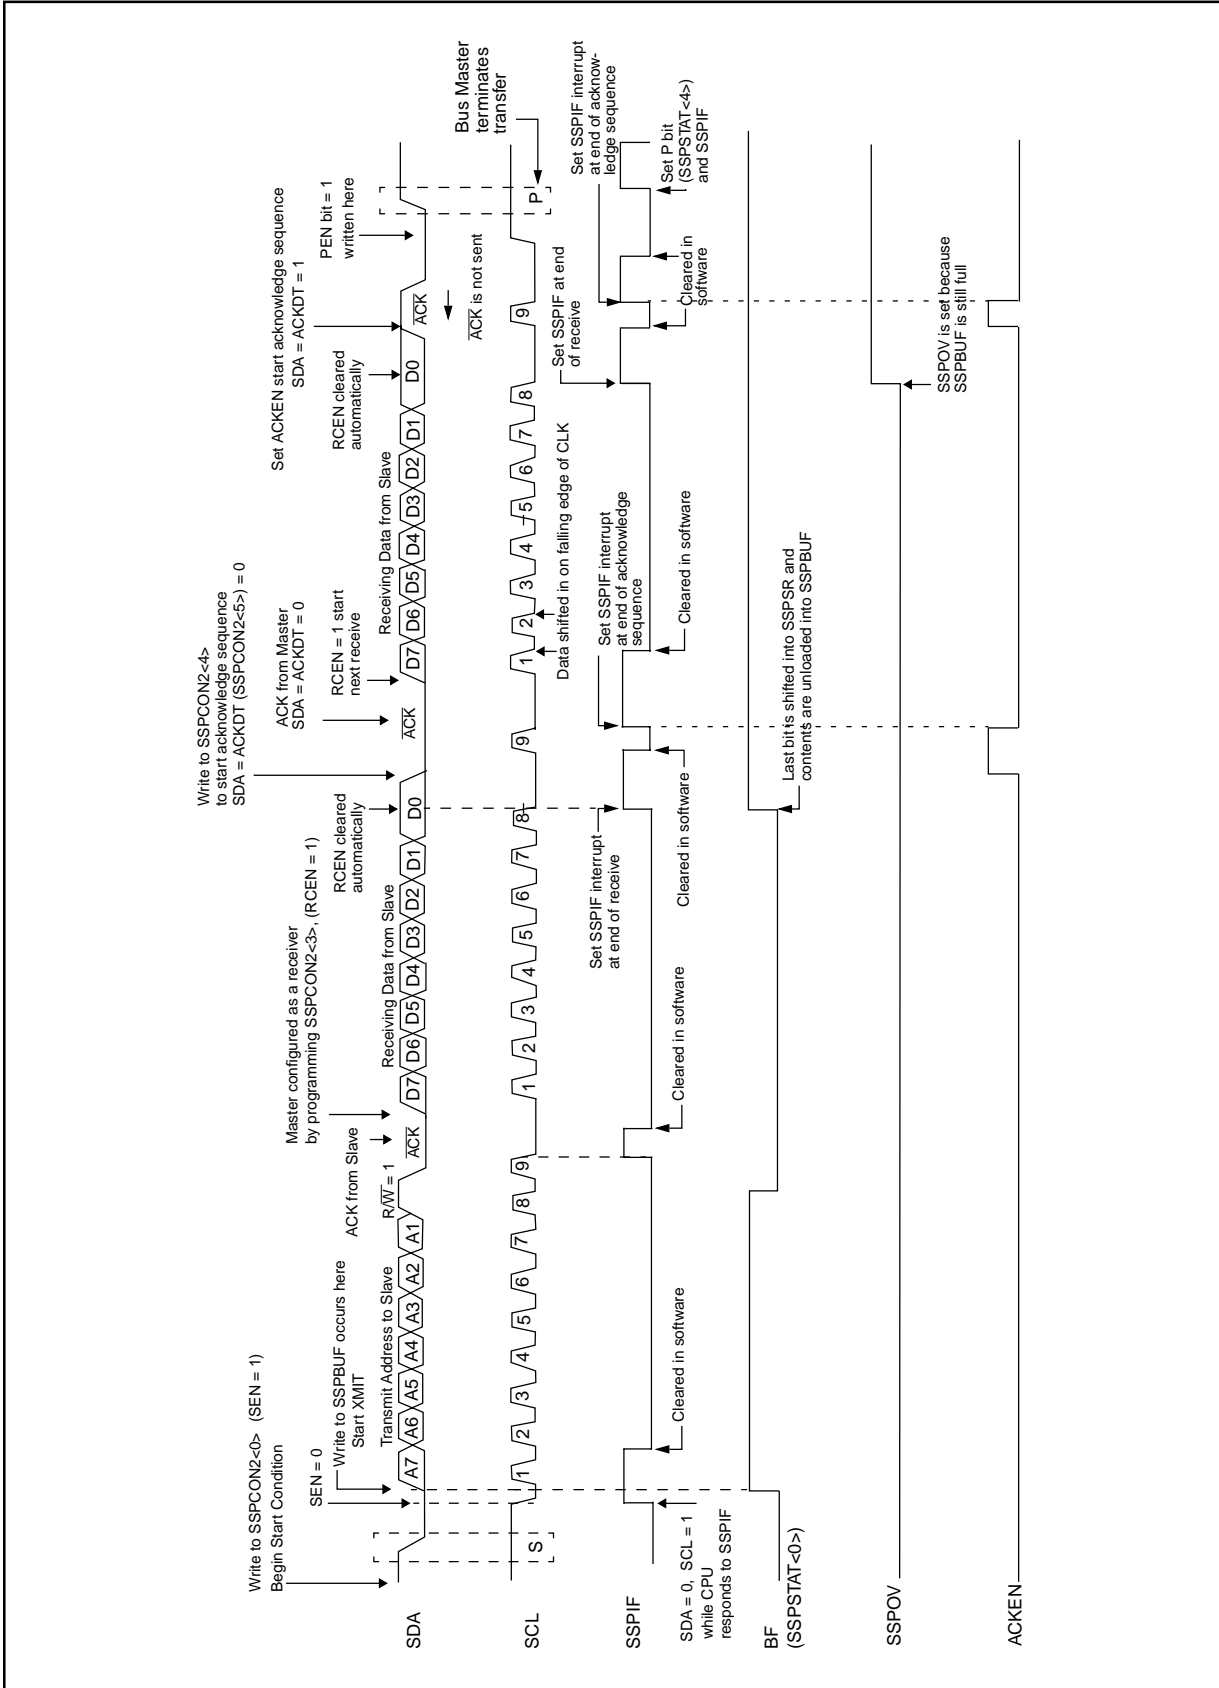 Write to SSPCON2<0> (SEN = 1)
Begin Start Condition
SEN = 0
Write to SSPBUF occurs here
Start XMIT
Transmit Address to Slave
R/W = 1
ACK from Slave
Master configured as a receiver
by programming SSPCON2<3>, (RCEN = 1)
Receiving Data from Slave
RCEN cleared
automatically
Write to SSPCON2<4>
to start acknowledge sequence
SDA = ACKDT (SSPCON2<5>) = 0
ACK from Master
SDA = ACKDT = 0
RCEN = 1 start
next receive
Receiving Data from Slave
RCEN cleared
automatically
Set ACKEN start acknowledge sequence
SDA = ACKDT = 1
PEN bit = 1
written here
SDA
A7 A6 A5 A4 A3 A2 A1
ACK
D7 D6 D5 D4 D3 D2 D1 D0
ACK
D7 D6 D5 D4 D3 D2 D1 D0
ACK
ACK is not sent
Bus Master
terminates
transfer
SCL
S
1 2 3 4 5 6 7 8 9
1 2 3 4 5 6 7 8
9
1 2 3 4 5 6 7 8
9
P
Data shifted in on falling edge of CLK
Set SSPIF interrupt
at end of receive
Set SSPIF interrupt
at end of acknowledge
sequence
Set SSPIF at end
of receive
Set SSPIF interrupt
at end of acknow-
ledge sequence
SSPIF
SDA = 0, SCL = 1
while CPU
responds to SSPIF
Cleared in software
Cleared in software
Cleared in software
Cleared in software
Cleared in
software
Set P bit
(SSPSTAT<4>)
and SSPIF
BF
(SSPSTAT<0>)
Last bit is shifted into SSPSR and
contents are unloaded into SSPBUF
SSPOV
SSPOV is set because
SSPBUF is still full
ACKEN